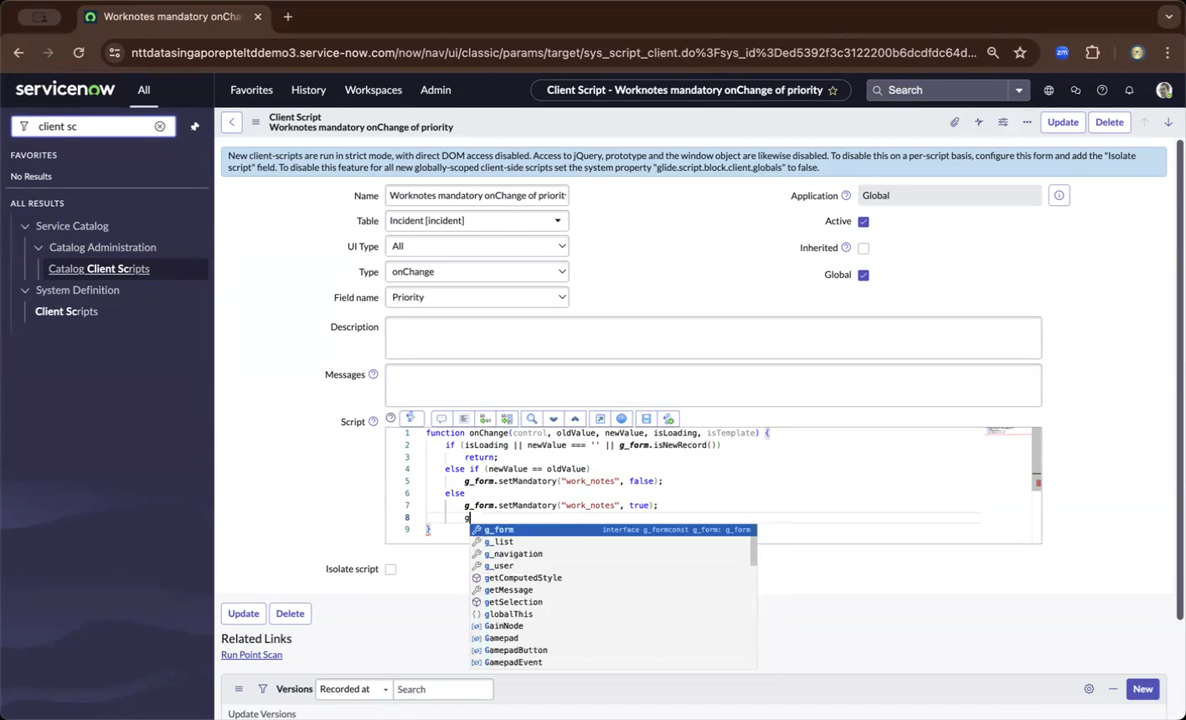 Worknotes mandatory onChan
nttdatasingaporepteltddemo3.service-now.com/now/nav/ui/classic/params/target/sys_script_client.do%3Fsys_id%3Ded5392f3c3122200b6dcdfdc64d...
zm
servicenow
All
Favorites
History
Workspaces
Admin
Client Script - Worknotes mandatory onChange of priority
Search
client sc
FAVORITES
No Results
ALL RESULTS
Service Catalog
Catalog Administration
Catalog Client Scripts
System Definition
Client Scripts
Client Script
Worknotes mandatory onChange of priority
Update
Delete
New client-scripts are run in strict mode, with direct DOM access disabled. Access to jQuery, prototype and the window object are likewise disabled. To disable this on a per-script basis, configure this form and add the "Isolate
script" field. To disable this feature for all new globally-scoped client-side scripts set the system property "glide.script.block.client.globals" to false.
Name
Worknotes mandatory onChange of priorit
Application
Global
Table
Incident [incident]
Active
UI Type
All
Inherited
Type
onChange
Global
Field name
Priority
Description
Messages
Script
1 function onChange(control, oldValue, newValue, isLoading, isTemplate) {
2 if (isLoading || newValue === '' || g_form.isNewRecord())
3 return;
4 else if (newValue == oldValue)
5 g_form.setMandatory("work_notes", false);
6 else
7 g_form.setMandatory("work_notes", true);
8 g
9 }
g_form interface g_formconst g_form: g_form
g_list
g_navigation
g_user
getComputedStyle
getMessage
getSelection
globalThis
GainNode
Gamepad
GamepadButton
GamepadEvent
Isolate script
Update
Delete
Related Links
Run Point Scan
Versions
Recorded at
Search
New
Update Versions